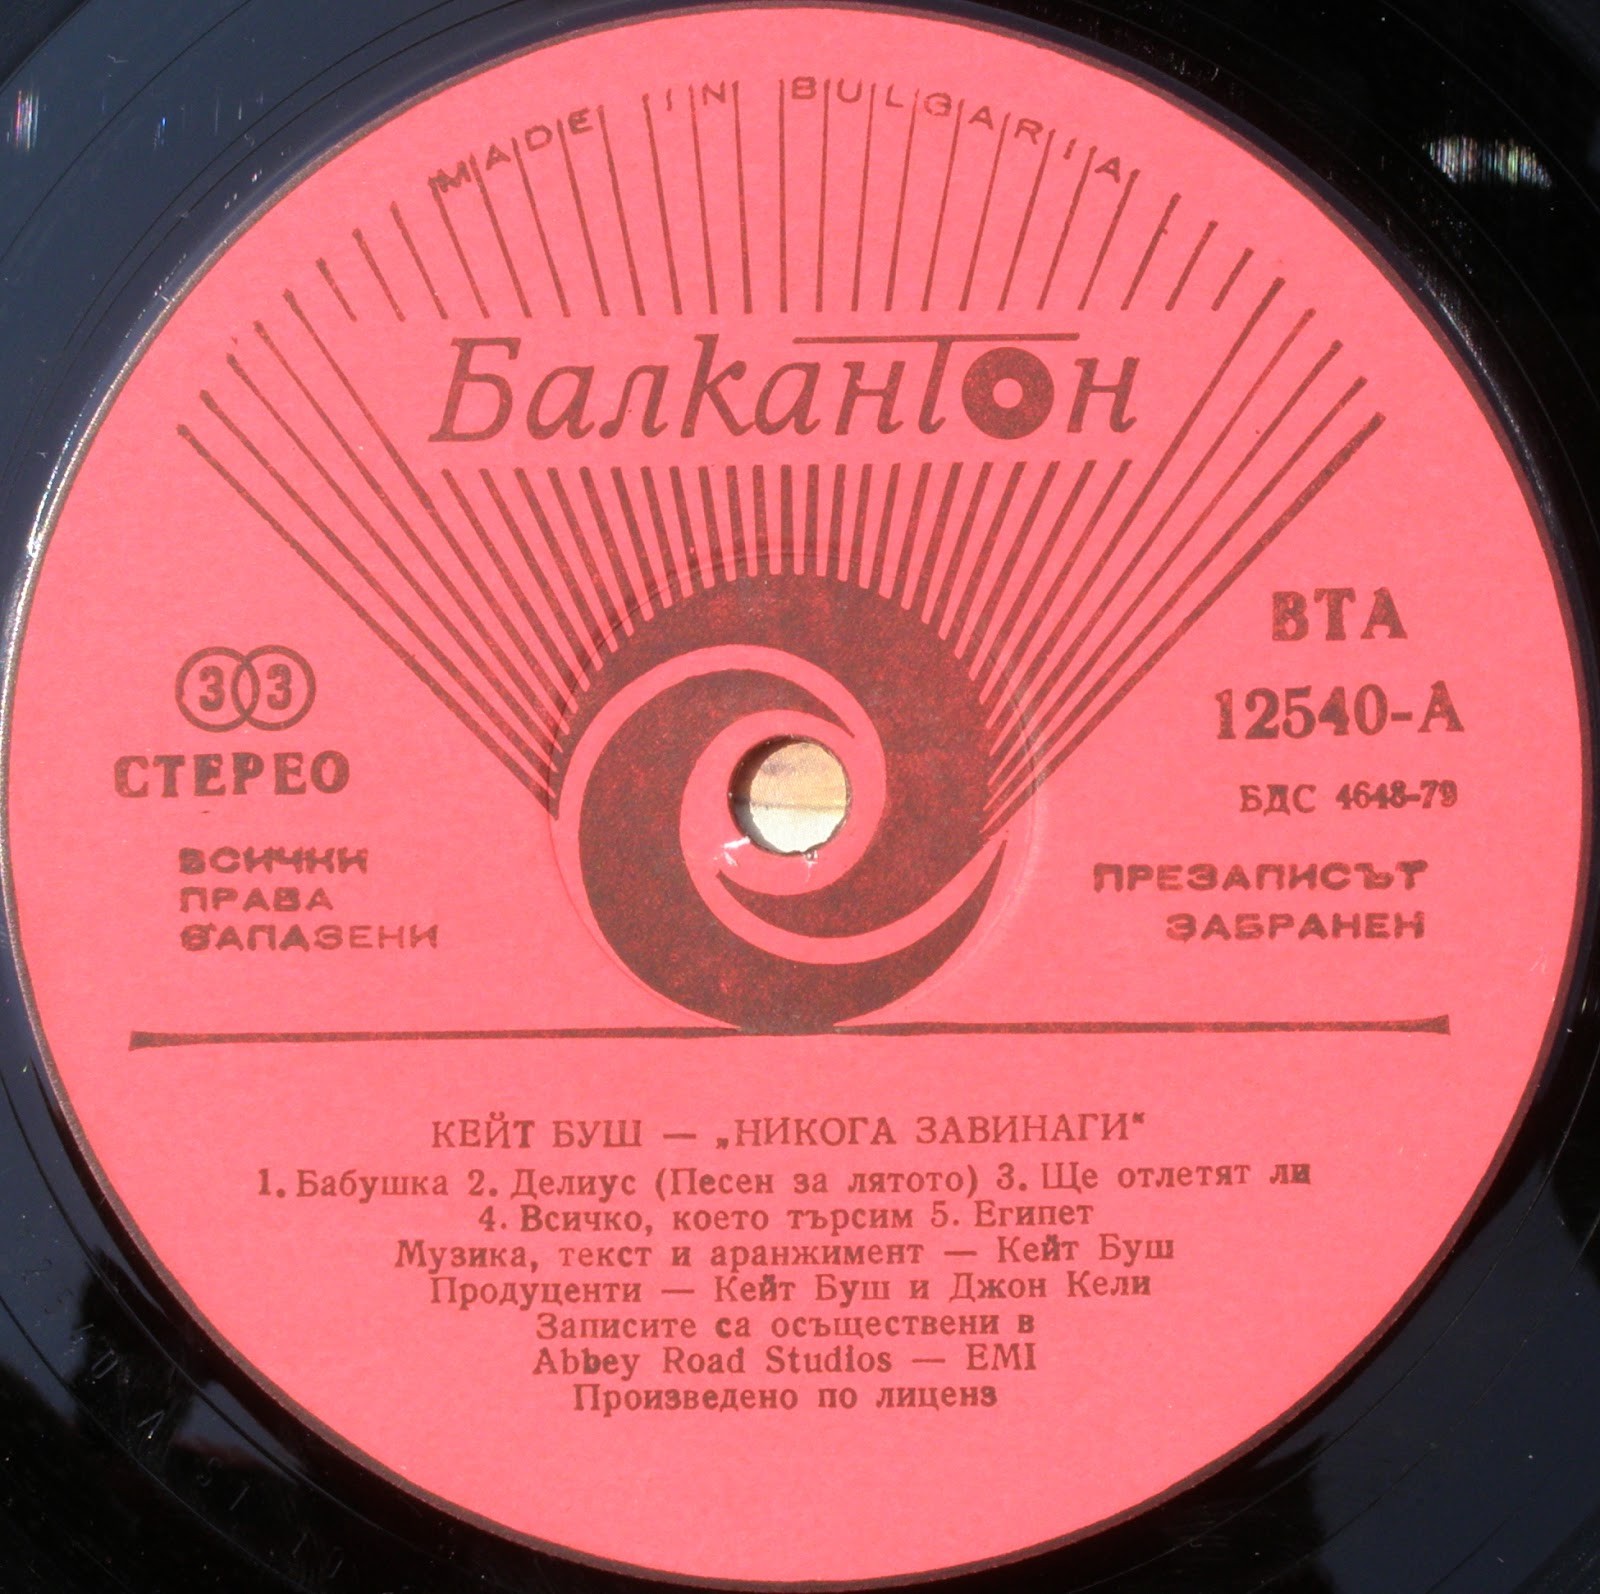 MADE IN BULGARIA
Балкантон
33
СТЕРЕО
ВСИЧКИ
ПРАВА
ЗАПАЗЕНИ
ВТА
12540-А
БДС 4648-79
ПРЕЗАПИСЪТ
ЗАБРАНЕН
КЕЙТ БУШ — „НИКОГА ЗАВИНАГИ“
1. Бабушка 2. Делиус (Песен за лятото) 3. Ще отлетят ли
4. Всичко, което търсим 5. Египет
Музика, текст и аранжимент — Кейт Буш
Продуценти — Кейт Буш и Джон Кели
Записите са осъществени в
Abbey Road Studios — EMI
Произведено по лиценз